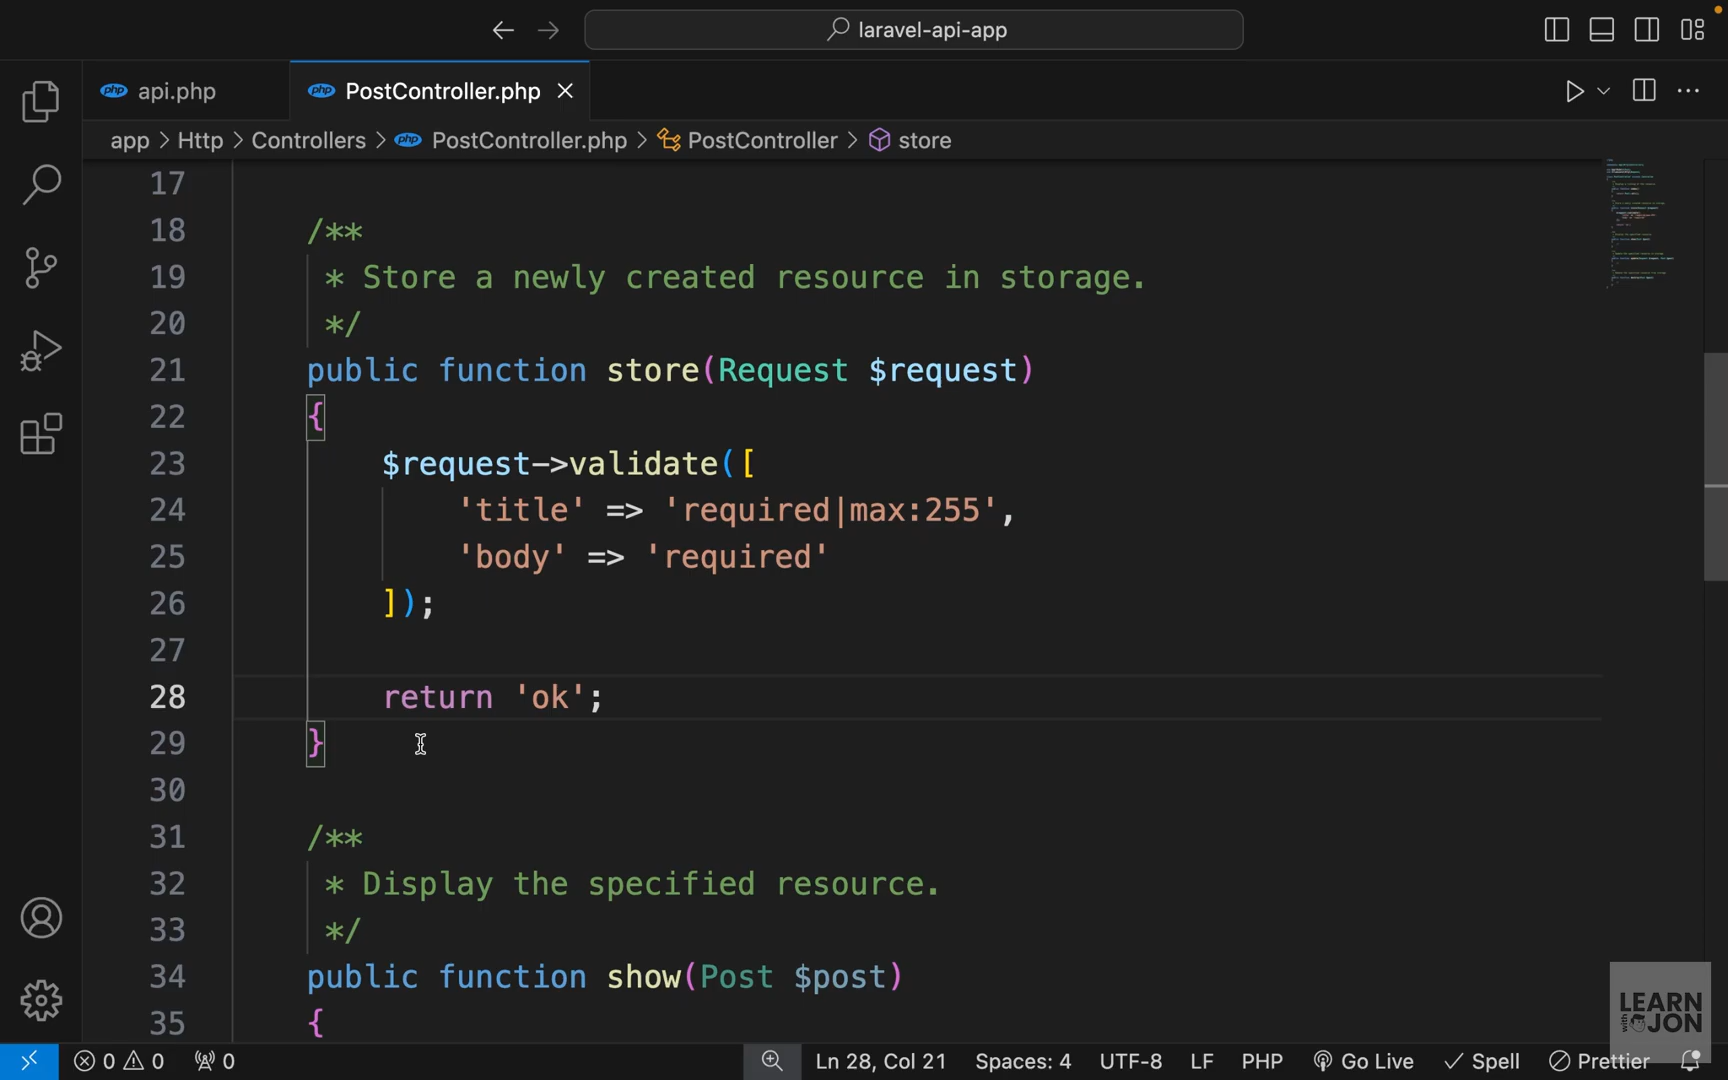 laravel-api-app
php api.php
php PostController.php
app > Http > Controllers > php PostController.php > PostController > store
17
18 /**
19 * Store a newly created resource in storage.
20 */
21 public function store(Request $request)
22 {
23 $request->validate([
24 'title' => 'required|max:255',
25 'body' => 'required'
26 ]);
27
28 return 'ok';
29 }
30
31 /**
32 * Display the specified resource.
33 */
34 public function show(Post $post)
35 {
LEARN
with JON
0 0 0 Ln 28, Col 21 Spaces: 4 UTF-8 LF PHP Go Live Spell Prettier